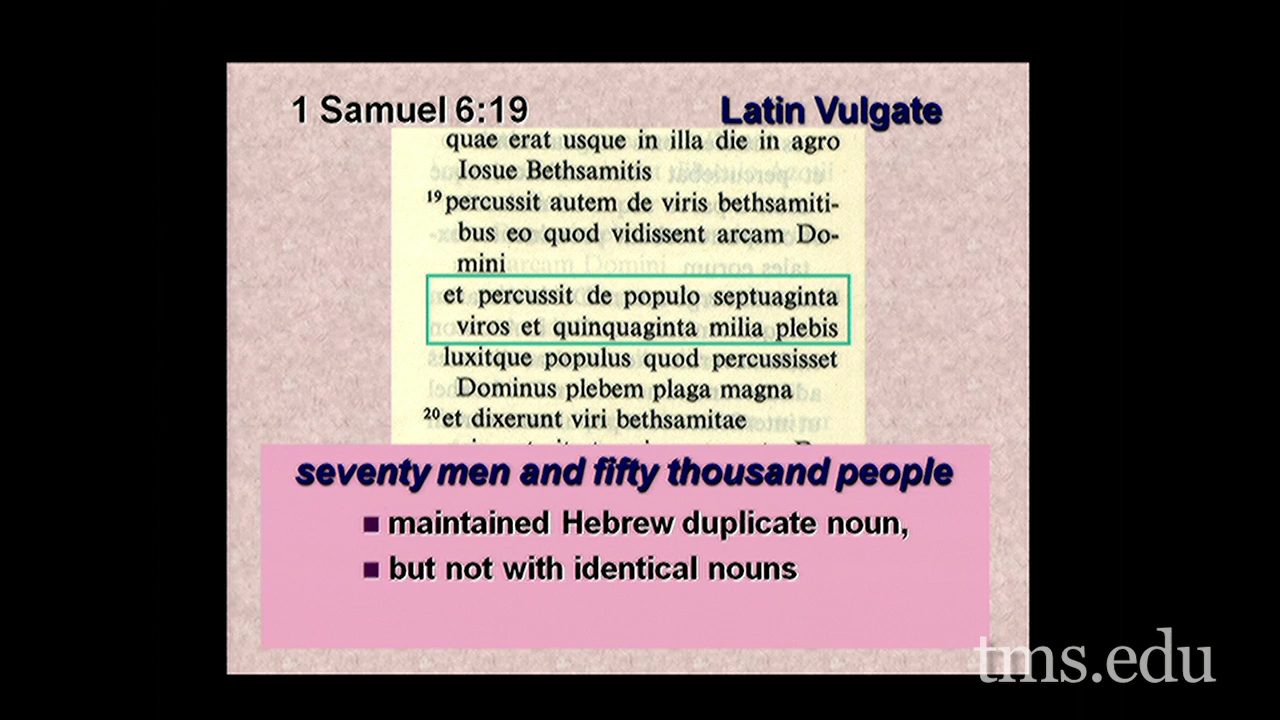 1 Samuel 6:19
Latin Vulgate
quae erat usque in illa die in agro
Iosue Bethsamitis
19 percussit autem de viris bethsamiti-
bus eo quod vidissent arcam Do-
mini
et percussit de populo septuaginta
viros et quinquaginta milia plebis
luxitque populus quod percussisset
Dominus plebem plaga magna
20 et dixerunt viri bethsamitae
seventy men and fifty thousand people
■ maintained Hebrew duplicate noun,
■ but not with identical nouns
tms.edu